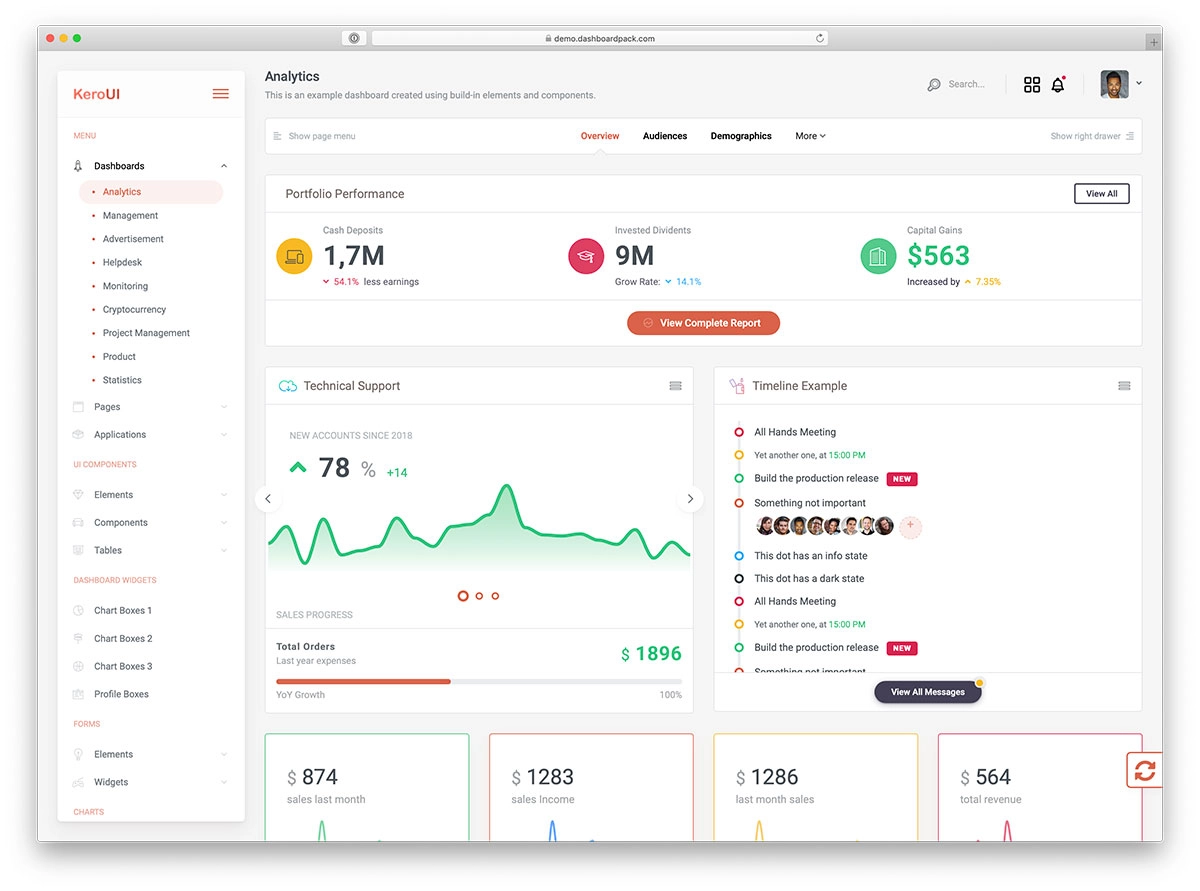 demo.dashboardpack.com
KeroUI
MENU
Dashboards
Analytics
Management
Advertisement
Helpdesk
Monitoring
Cryptocurrency
Project Management
Product
Statistics
Pages
Applications
UI COMPONENTS
Elements
Components
Tables
DASHBOARD WIDGETS
Chart Boxes 1
Chart Boxes 2
Chart Boxes 3
Profile Boxes
FORMS
Elements
Widgets
CHARTS
Analytics
This is an example dashboard created using build-in elements and components.
Search...
Show page menu
Overview Audiences Demographics More
Show right drawer
Portfolio Performance
View All
Cash Deposits
1,7M
54.1% less earnings
Invested Dividents
9M
Grow Rate: 14.1%
Capital Gains
$563
Increased by 7.35%
View Complete Report
Technical Support
NEW ACCOUNTS SINCE 2018
78 % +14
SALES PROGRESS
Total Orders
Last year expenses
$ 1896
YoY Growth 100%
Timeline Example
All Hands Meeting
Yet another one, at 15:00 PM
Build the production release NEW
Something not important
+
This dot has an info state
This dot has a dark state
All Hands Meeting
Yet another one, at 15:00 PM
Build the production release NEW
Something not important
View All Messages
$ 874
sales last month
$ 1283
sales Income
$ 1286
last month sales
$ 564
total revenue